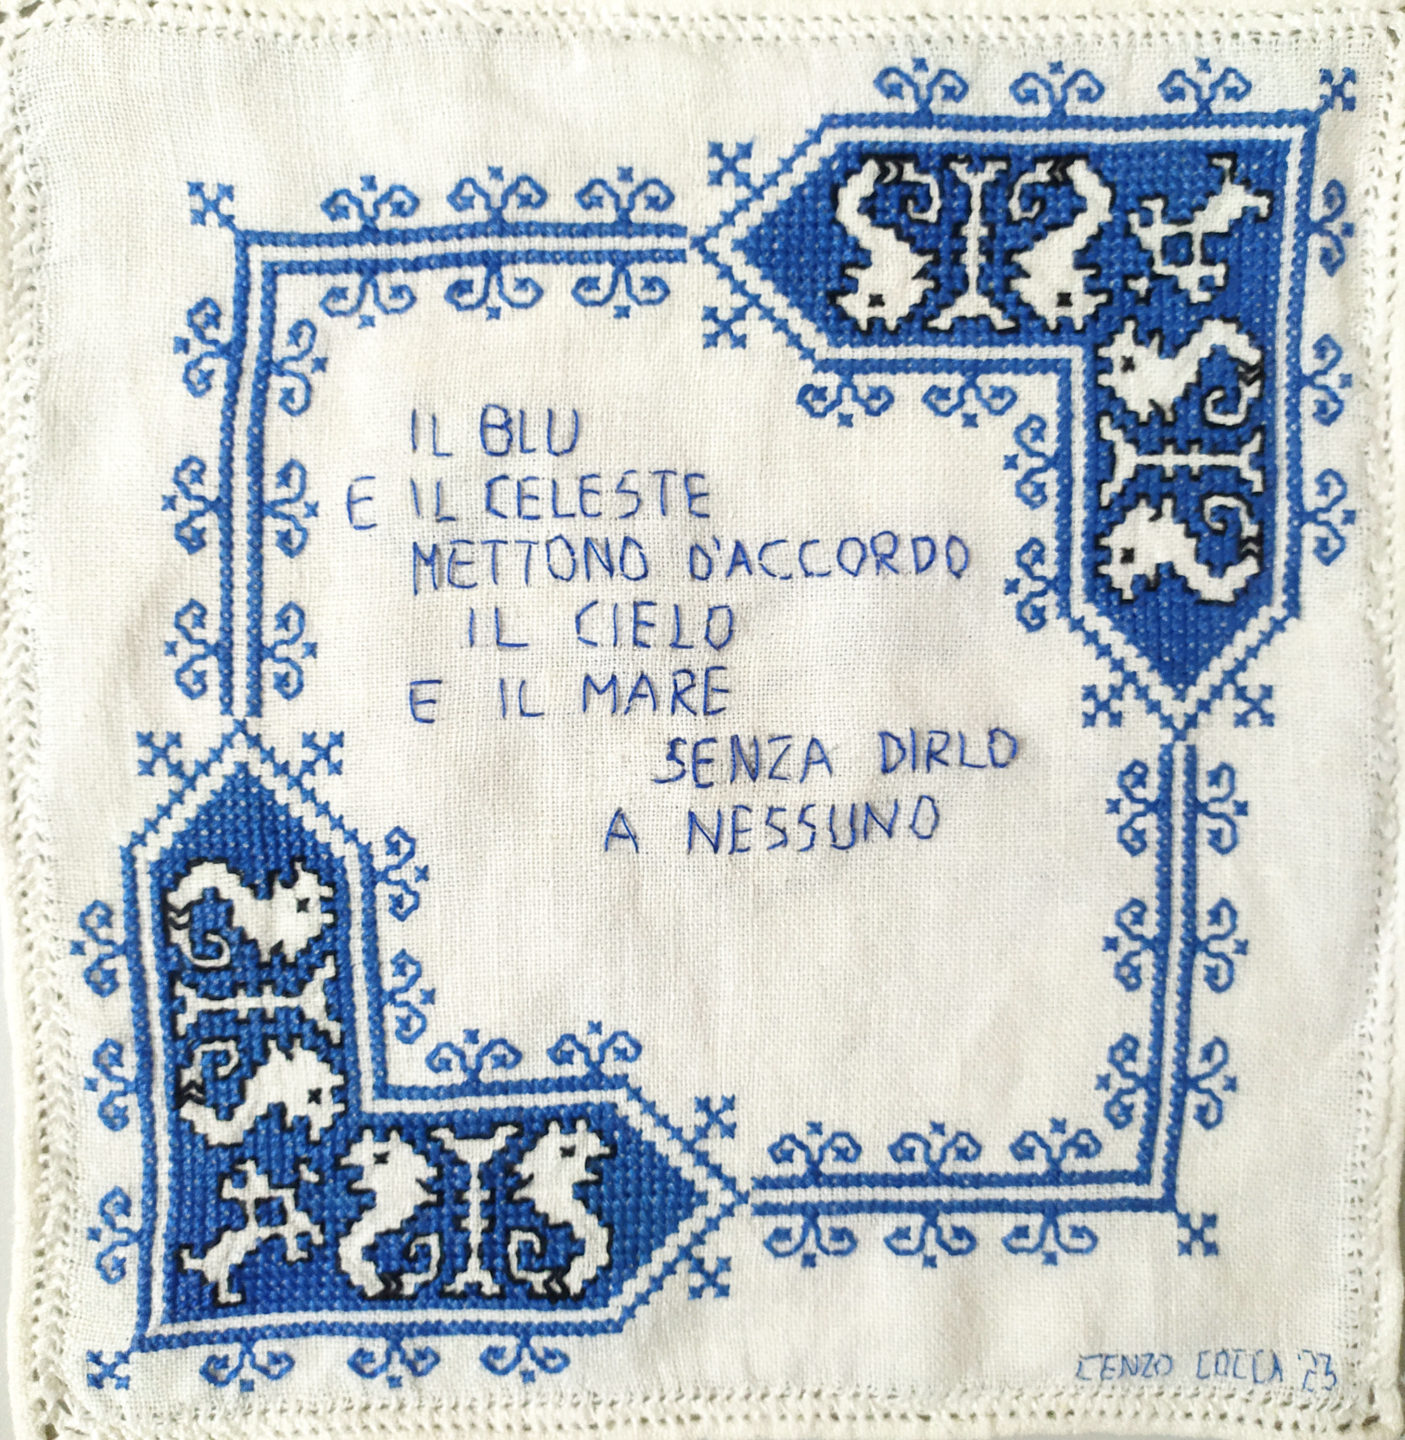 IL BLU
E IL CELESTE
METTONO D'ACCORDO
IL CIELO
E IL MARE
SENZA DIRLO
A NESSUNO
CENZO COCCA '23